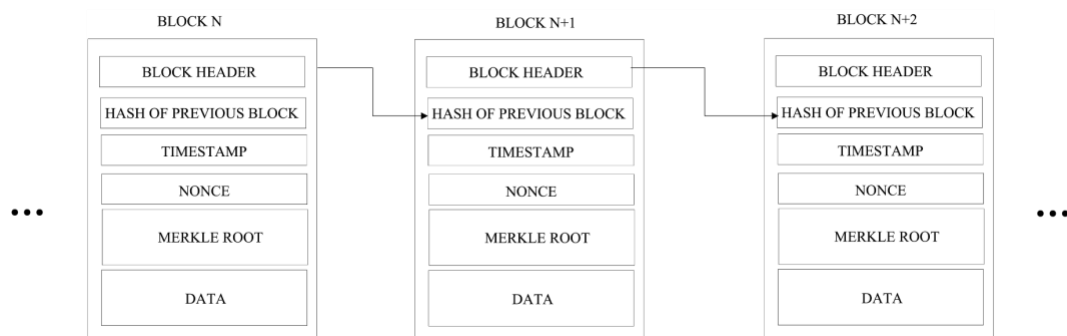 BLOCK N
BLOCK HEADER
HASH OF PREVIOUS BLOCK
TIMESTAMP
NONCE
MERKLE ROOT
DATA
BLOCK N+1
BLOCK HEADER
HASH OF PREVIOUS BLOCK
TIMESTAMP
NONCE
MERKLE ROOT
DATA
BLOCK N+2
BLOCK HEADER
HASH OF PREVIOUS BLOCK
TIMESTAMP
NONCE
MERKLE ROOT
DATA